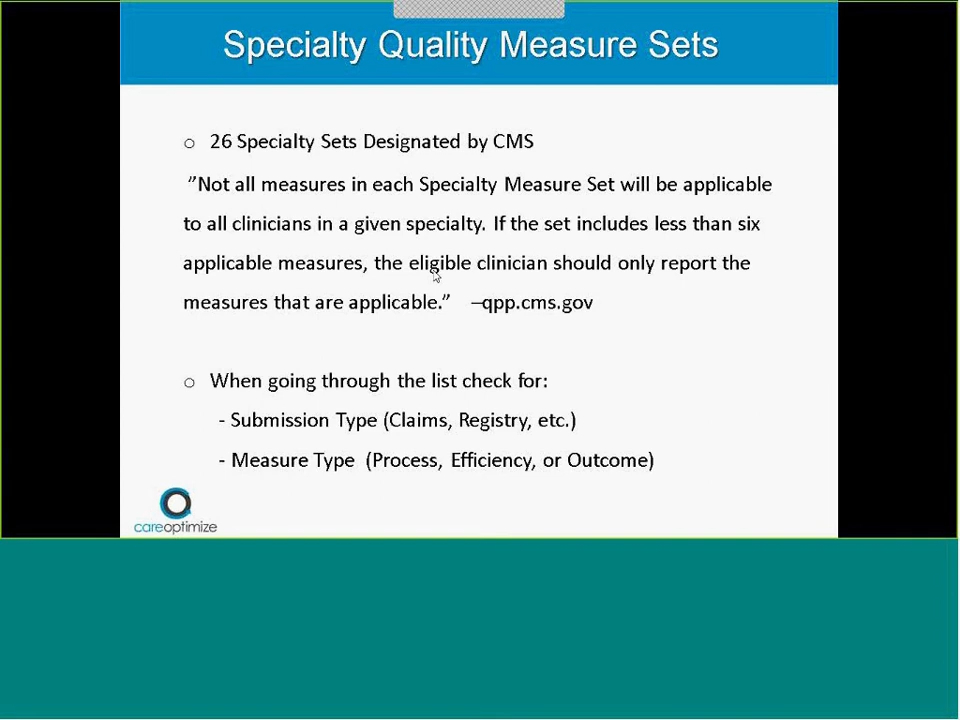 Specialty Quality Measure Sets
o 26 Specialty Sets Designated by CMS
”Not all measures in each Specialty Measure Set will be applicable
to all clinicians in a given specialty. If the set includes less than six
applicable measures, the eligible clinician should only report the
measures that are applicable.” –qpp.cms.gov
o When going through the list check for:
- Submission Type (Claims, Registry, etc.)
- Measure Type (Process, Efficiency, or Outcome)
careoptimize